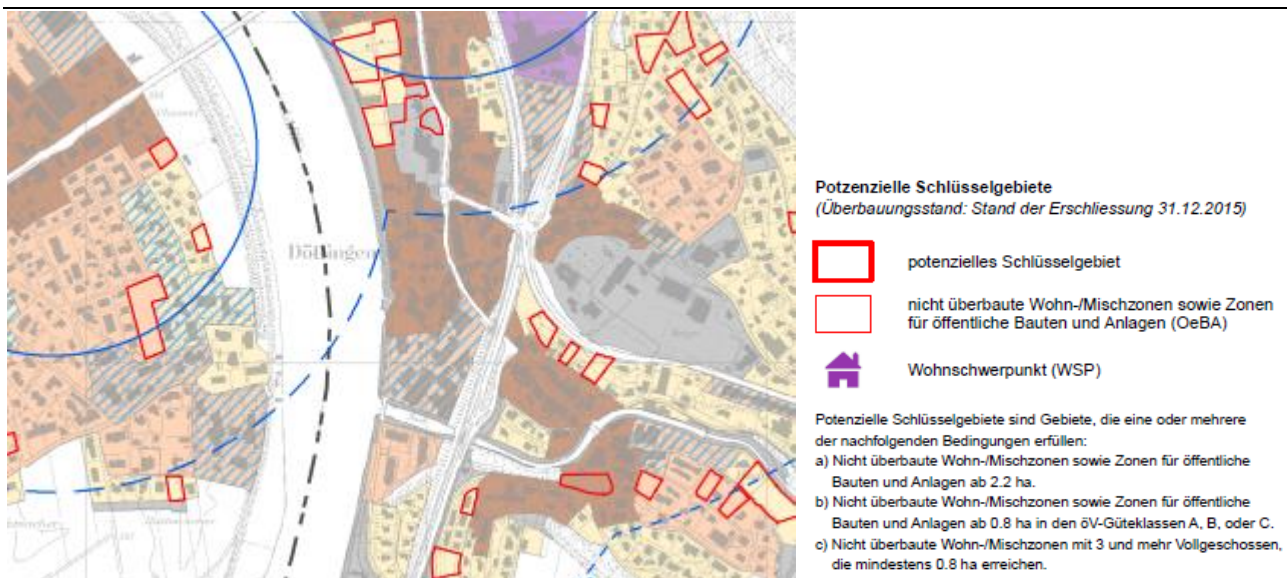 Döttingen
Potzenzielle Schlüsselgebiete
(Überbauungsstand: Stand der Erschliessung 31.12.2015)
potenzielles Schlüsselgebiet
nicht überbaute Wohn-/Mischzonen sowie Zonen
für öffentliche Bauten und Anlagen (OeBA)
Wohnschwerpunkt (WSP)
Potenzielle Schlüsselgebiete sind Gebiete, die eine oder mehrere
der nachfolgenden Bedingungen erfüllen:
a) Nicht überbaute Wohn-/Mischzonen sowie Zonen für öffentliche
Bauten und Anlagen ab 2.2 ha.
b) Nicht überbaute Wohn-/Mischzonen sowie Zonen für öffentliche
Bauten und Anlagen ab 0.8 ha in den öV-Güteklassen A, B, oder C.
c) Nicht überbaute Wohn-/Mischzonen mit 3 und mehr Vollgeschossen,
die mindestens 0.8 ha erreichen.